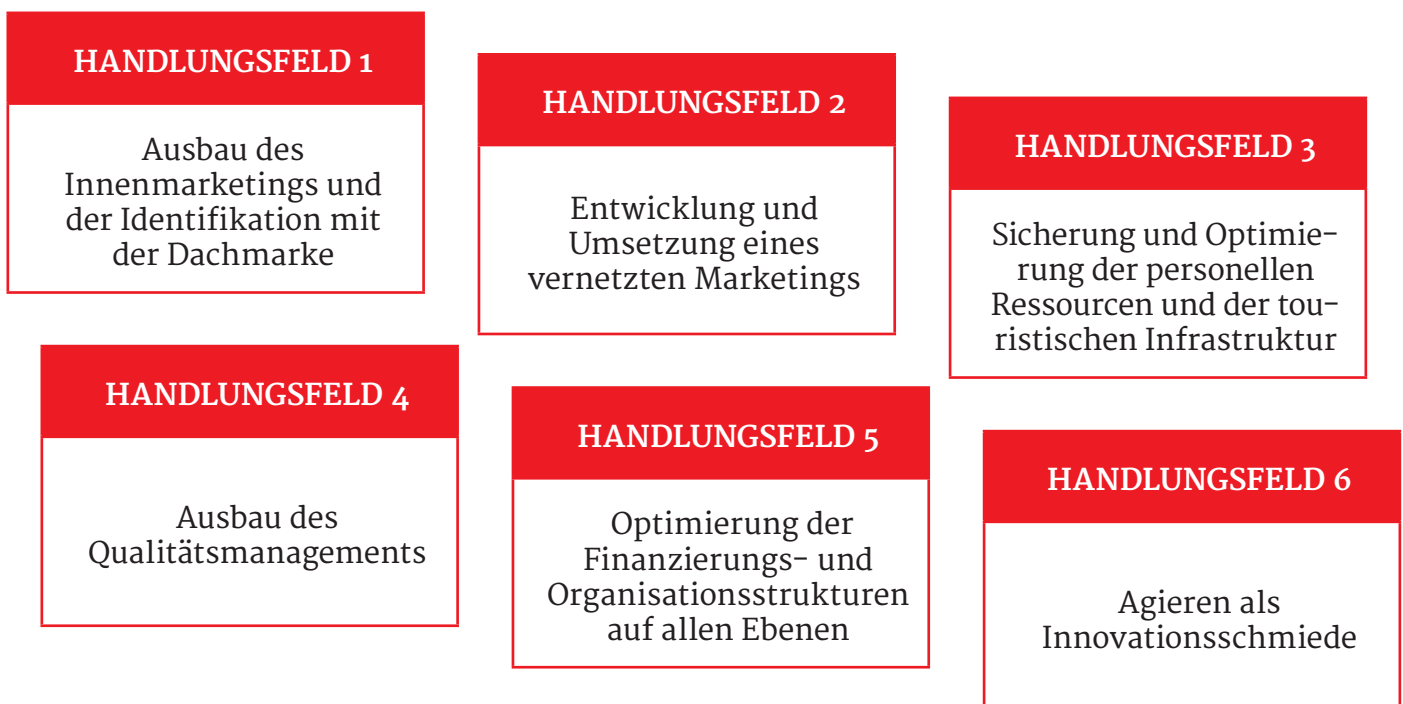 HANDLUNGSFELD 1
Ausbau des
Innenmarketings und
der Identifikation mit
der Dachmarke
HANDLUNGSFELD 2
Entwicklung und
Umsetzung eines
vernetzten Marketings
HANDLUNGSFELD 3
Sicherung und Optimie-
rung der personellen
Ressourcen und der tou-
ristischen Infrastruktur
HANDLUNGSFELD 4
Ausbau des
Qualitätsmanagements
HANDLUNGSFELD 5
Optimierung der
Finanzierungs- und
Organisationsstrukturen
auf allen Ebenen
HANDLUNGSFELD 6
Agieren als
Innovationsschmiede